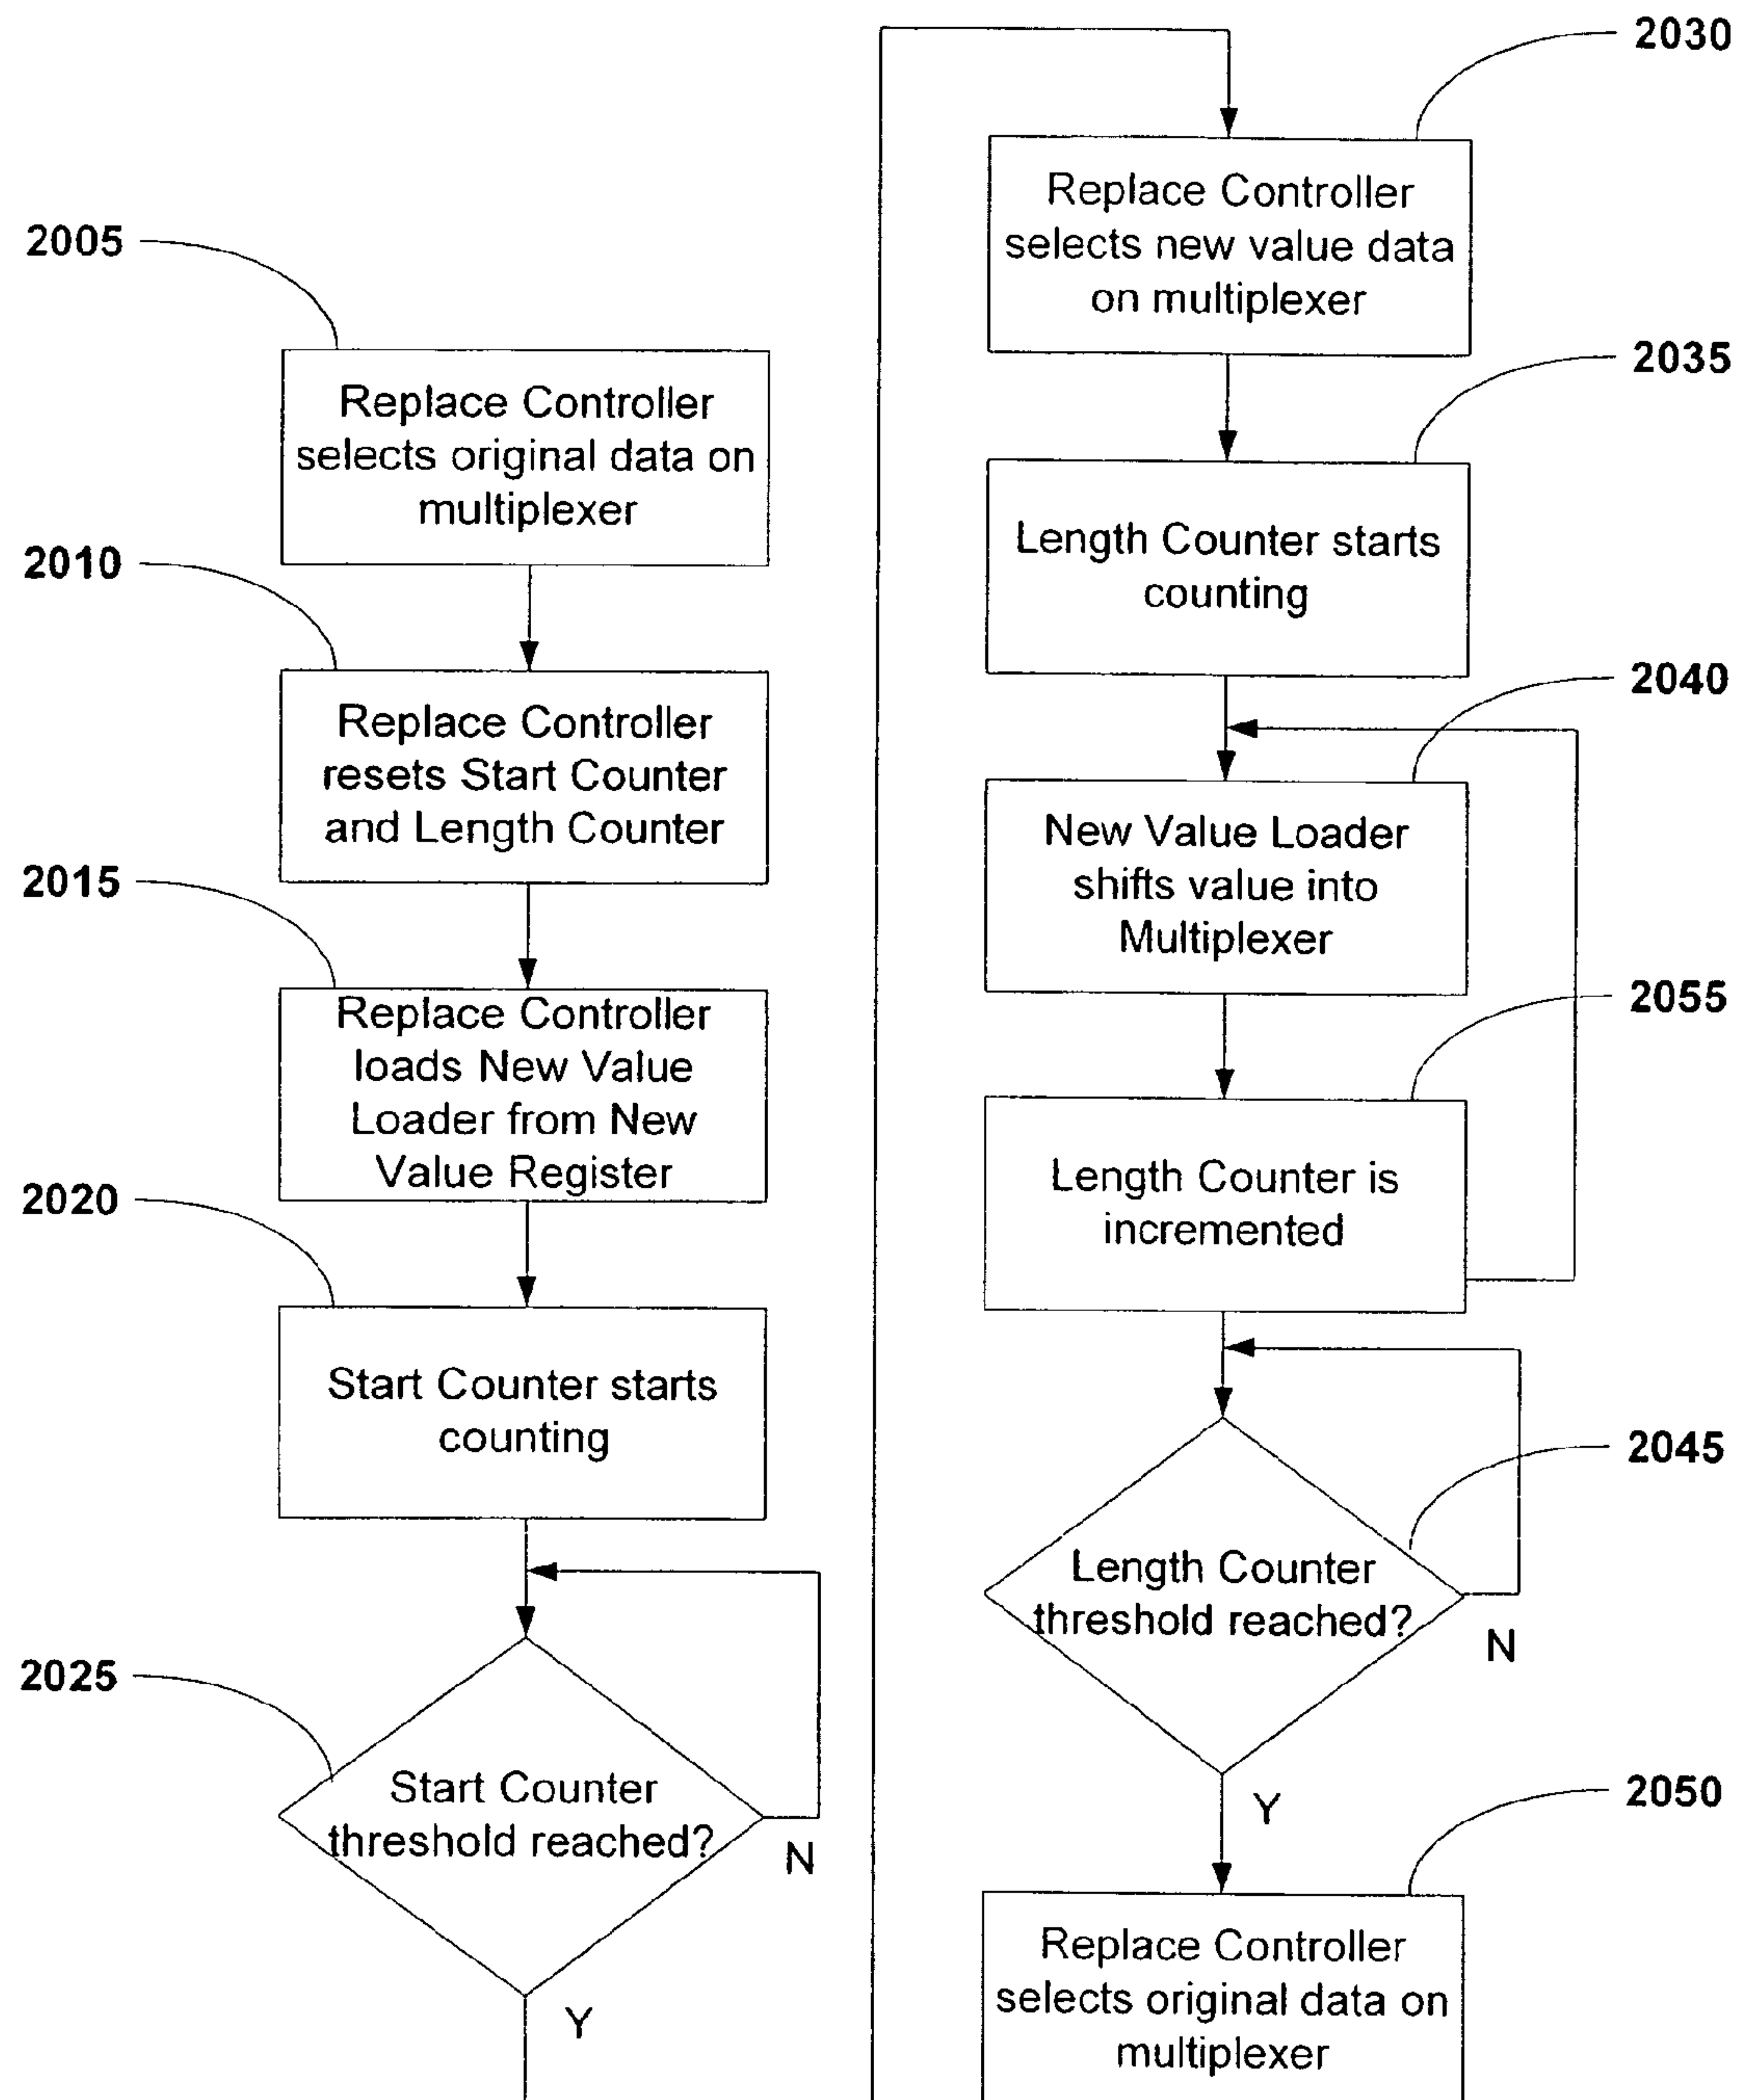 2005
Replace Controller
selects original data on
multiplexer
2010
Replace Controller
resets Start Counter
and Length Counter
2015
Replace Controller
loads New Value
Loader from New
Value Register
2020
Start Counter starts
counting
2025
Start Counter
threshold reached?
N
Y
2030
Replace Controller
selects new value data
on multiplexer
2035
Length Counter starts
counting
2040
New Value Loader
shifts value into
Multiplexer
2055
Length Counter is
incremented
2045
Length Counter
threshold reached?
N
Y
2050
Replace Controller
selects original data on
multiplexer